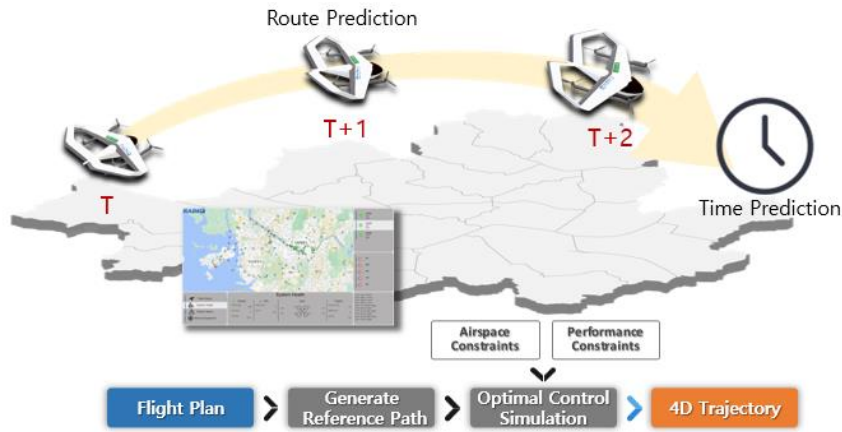 Route Prediction
T
T+1
T+2
Time Prediction
Airspace
Constraints
Performance
Constraints
Flight Plan
Generate
Reference Path
Optimal Control
Simulation
4D Trajectory